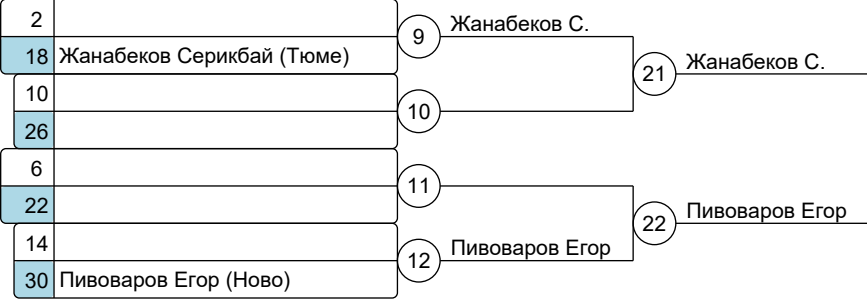 2
9 Жанабеков С.
18 Жанабеков Серикбай (Тюме)
21 Жанабеков С.
10
10
26
6
11
22
22 Пивоваров Егор
14
12 Пивоваров Егор
30 Пивоваров Егор (Ново)